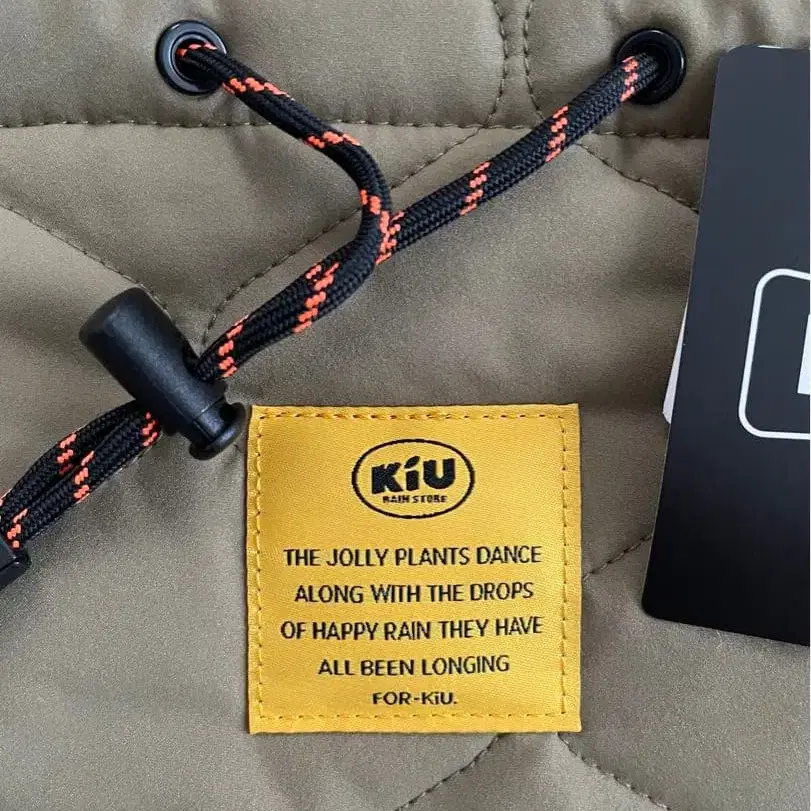 KiU
RAIN STORE
THE JOLLY PLANTS DANCE
ALONG WITH THE DROPS
OF HAPPY RAIN THEY HAVE
ALL BEEN LONGING
FOR-KiU.